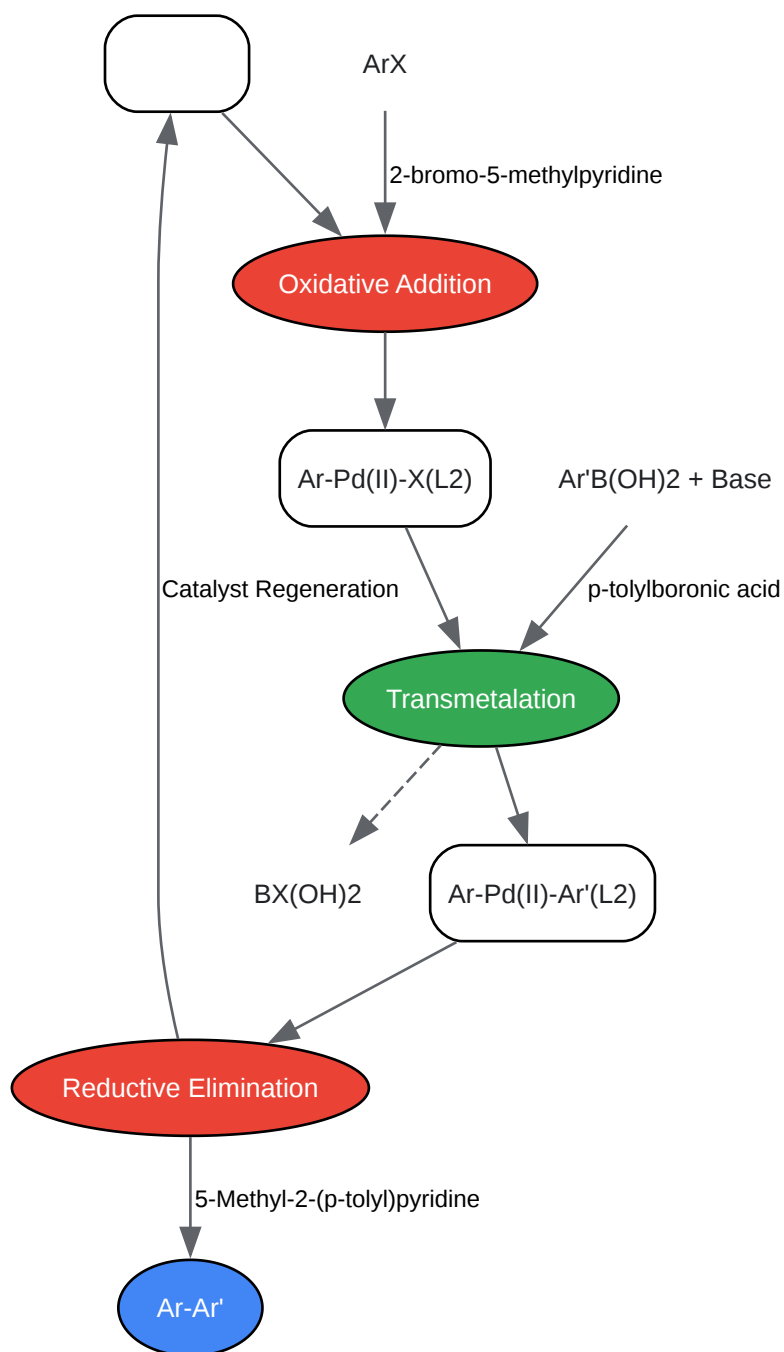 ArX
2-bromo-5-methylpyridine
Oxidative Addition
Ar-Pd(II)-X(L2)
Ar'B(OH)2 + Base
Catalyst Regeneration
p-tolylboronic acid
Transmetalation
BX(OH)2
Ar-Pd(II)-Ar'(L2)
Reductive Elimination
5-Methyl-2-(p-tolyl)pyridine
Ar-Ar'